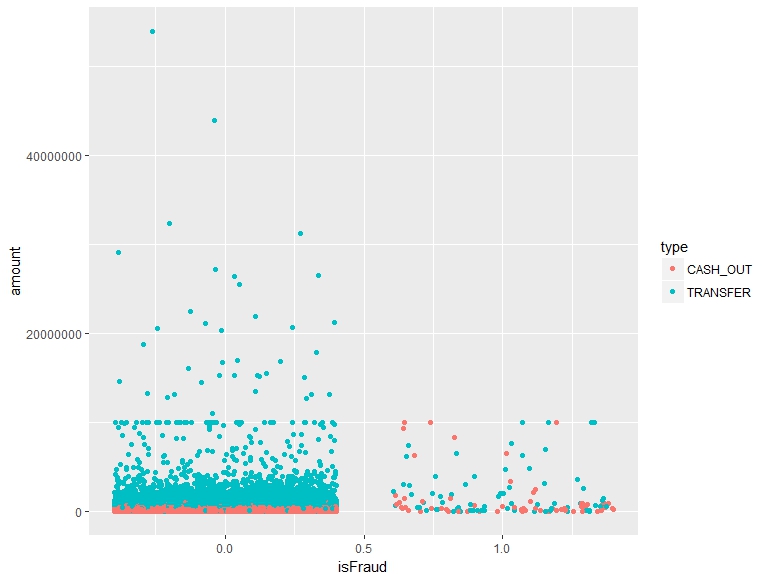 40000000
20000000
0
amount
0.0
0.5
1.0
isFraud
type
CASH_OUT
TRANSFER